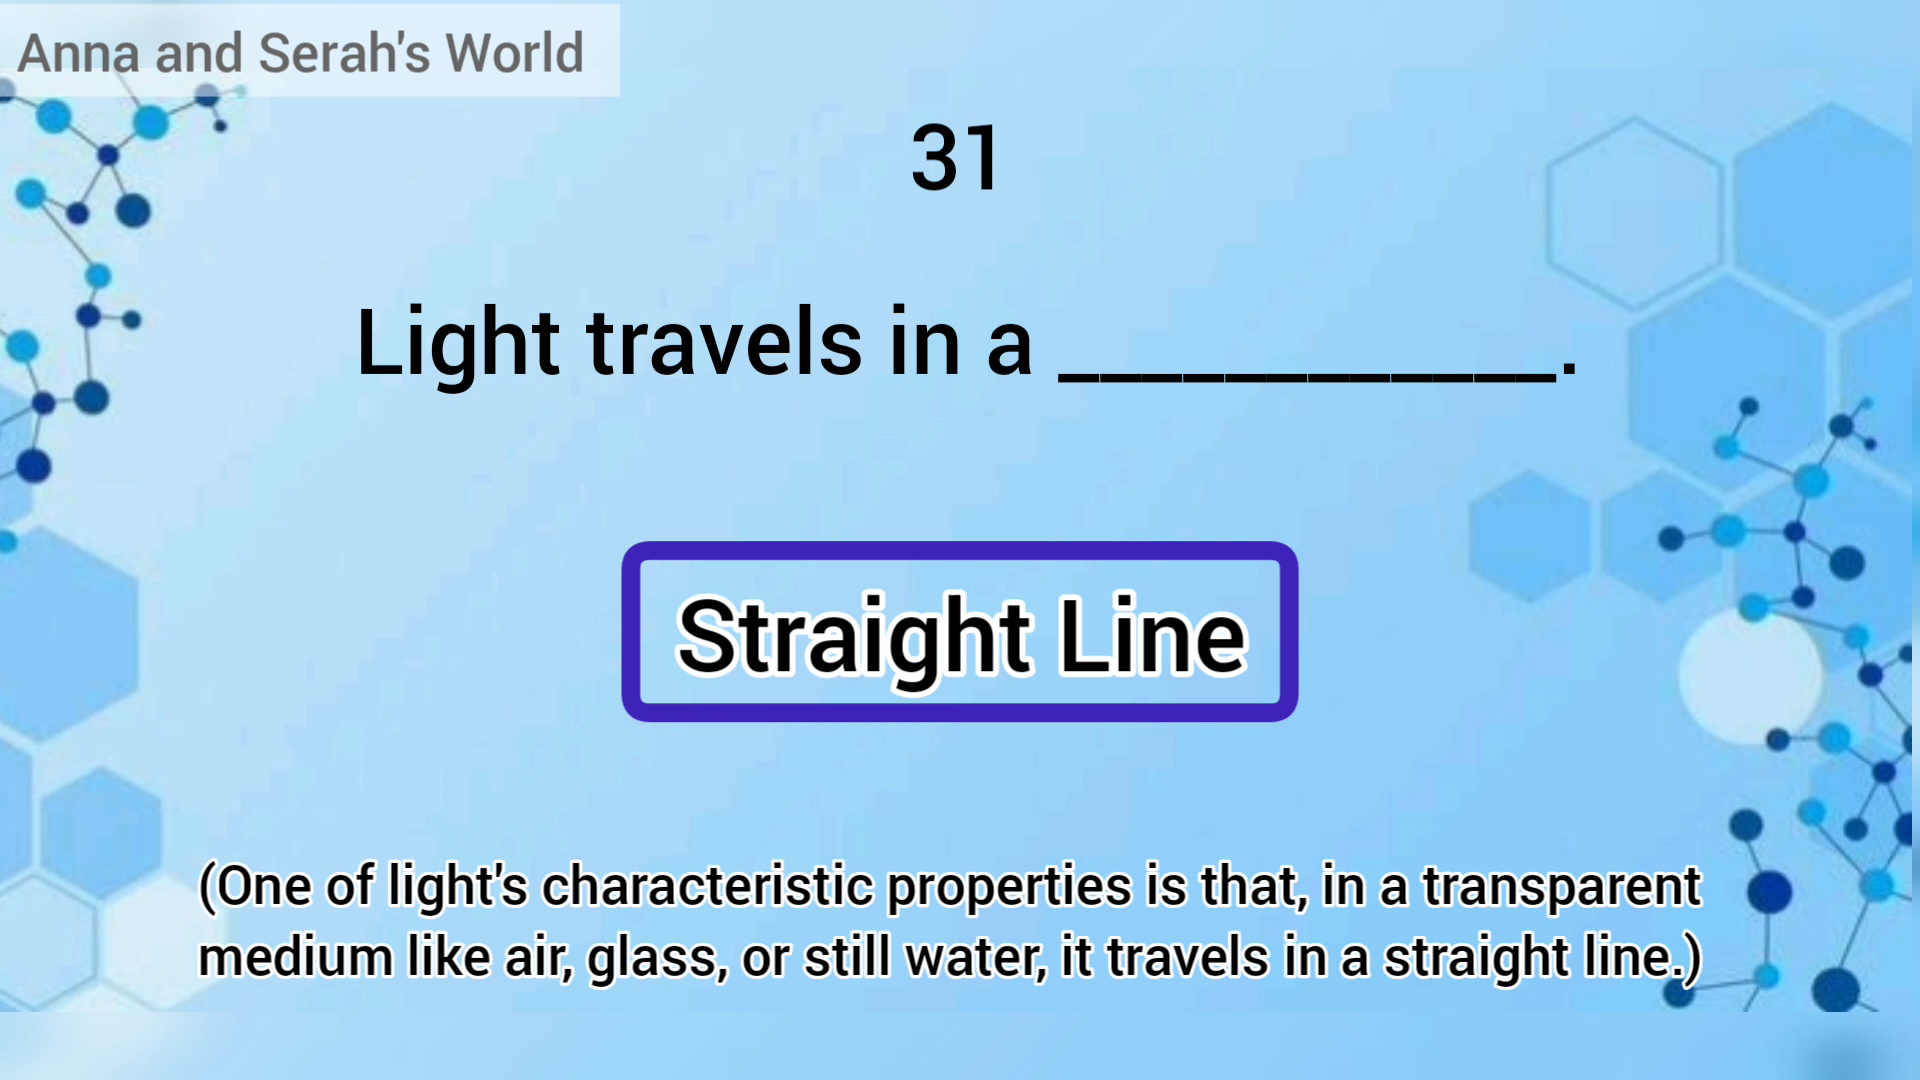 Anna and Serah's World
31
Light travels in a ____________.
Straight Line
(One of light's characteristic properties is that, in a transparent
medium like air, glass, or still water, it travels in a straight line.)